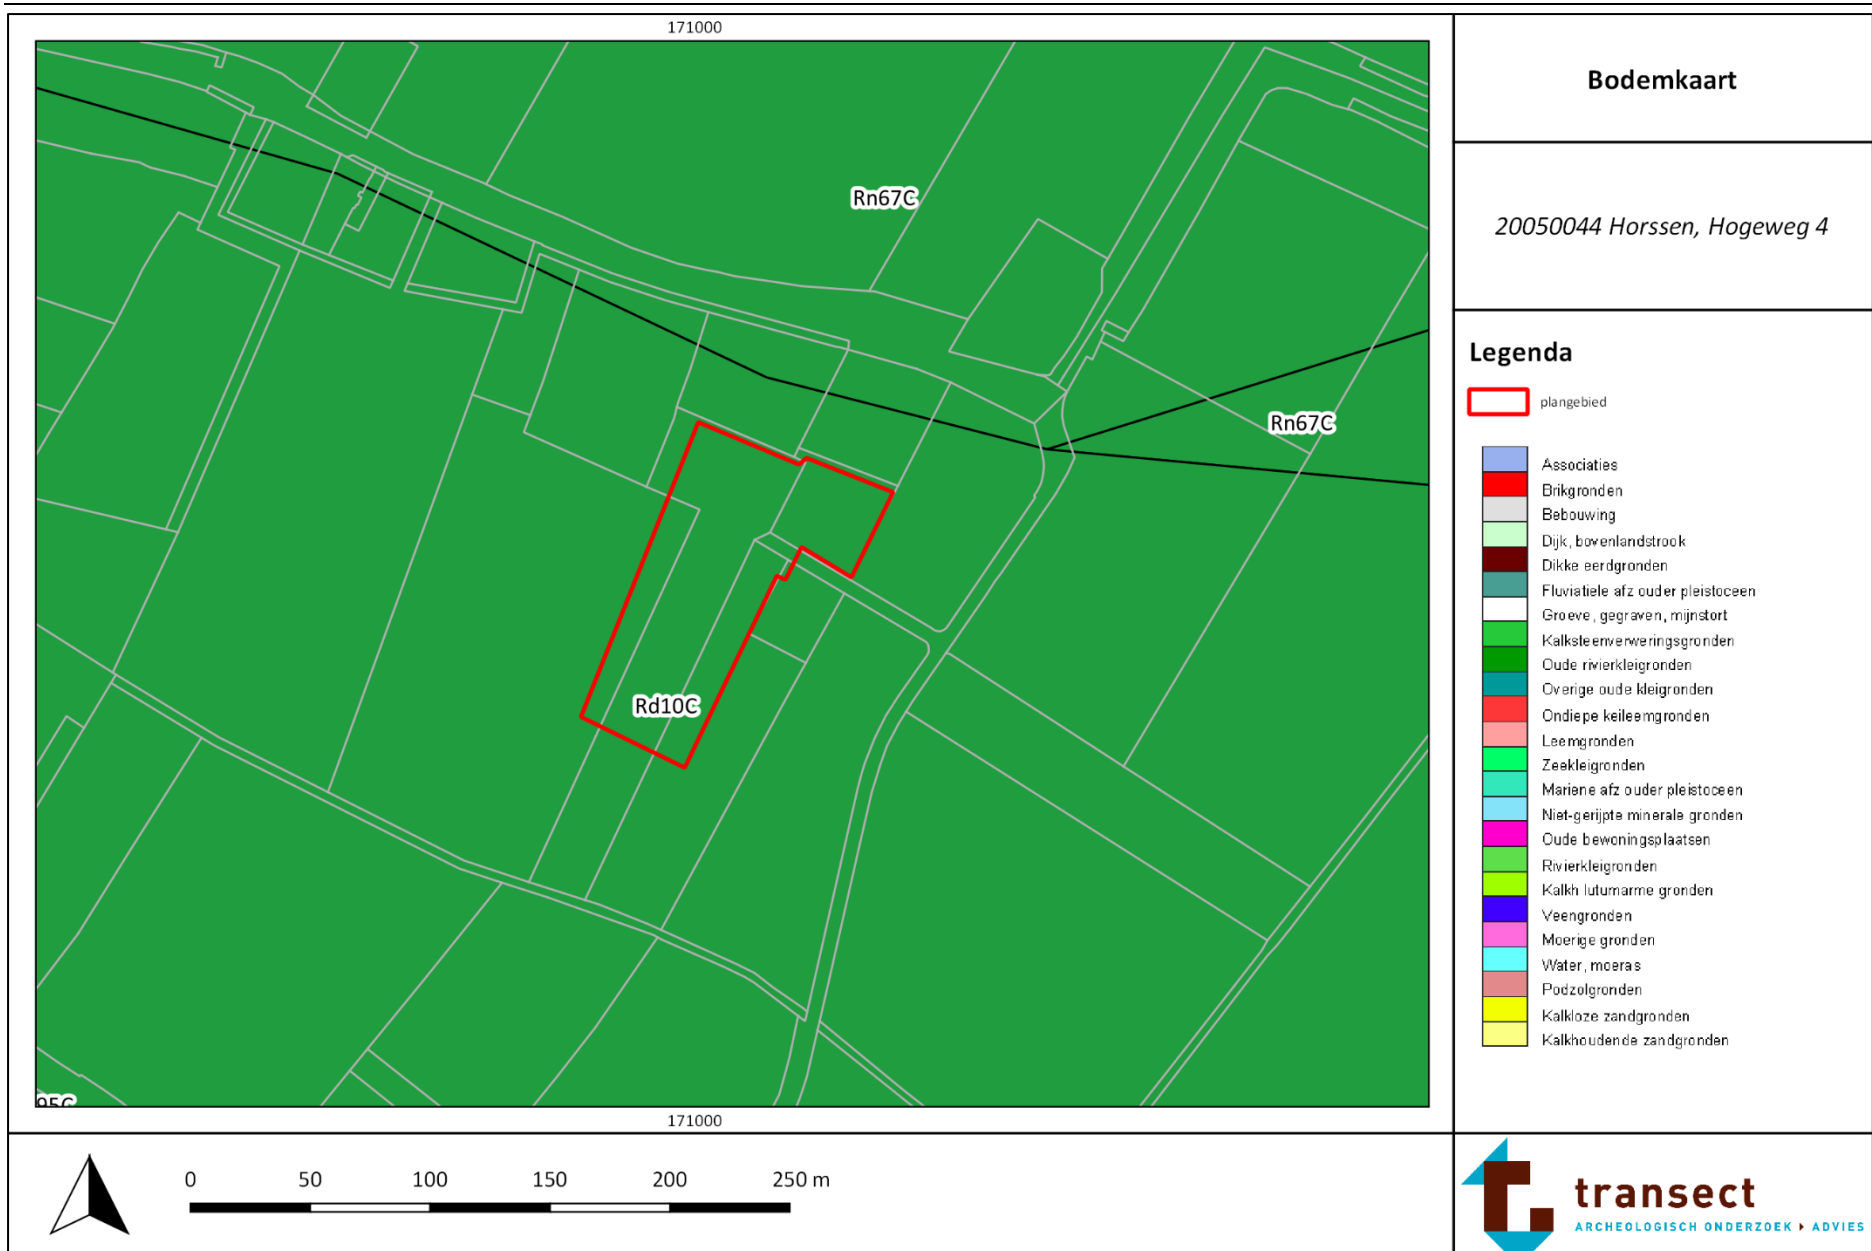 171000
Rn67C
Rn67C
Rd10C
95C
171000
0 50 100 150 200 250 m
Bodemkaart
20050044 Horssen, Hogeweg 4
Legenda
plangebied
Associaties
Brikgronden
Bebouwing
Dijk, bovenlandstrook
Dikke eerdgronden
Fluviatiele afz ouder pleistoceen
Groeve, gegraven, mijnstort
Kalksteenverweringsgronden
Oude rivierkleigronden
Overige oude kleigronden
Ondiepe keileemgronden
Leemgronden
Zeekleigronden
Mariene afz ouder pleistoceen
Niet-gerijpte minerale gronden
Oude bewoningsplaatsen
Rivierkleigronden
Kalkh lutumarme gronden
Veengronden
Moerige gronden
Water, moeras
Podzolgronden
Kalkloze zandgronden
Kalkhoudende zandgronden
transect
ARCHEOLOGISCH ONDERZOEK ▸ ADVIES